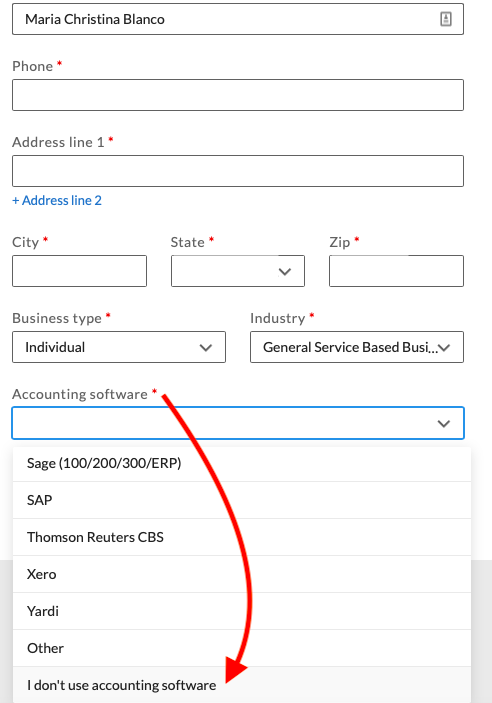 Maria Christina Blanco
Phone *
Address line 1 *
+ Address line 2
City * State * Zip *
Business type * Industry *
Individual General Service Based Busi...
Accounting software *
Sage (100/200/300/ERP)
SAP
Thomson Reuters CBS
Xero
Yardi
Other
I don't use accounting software